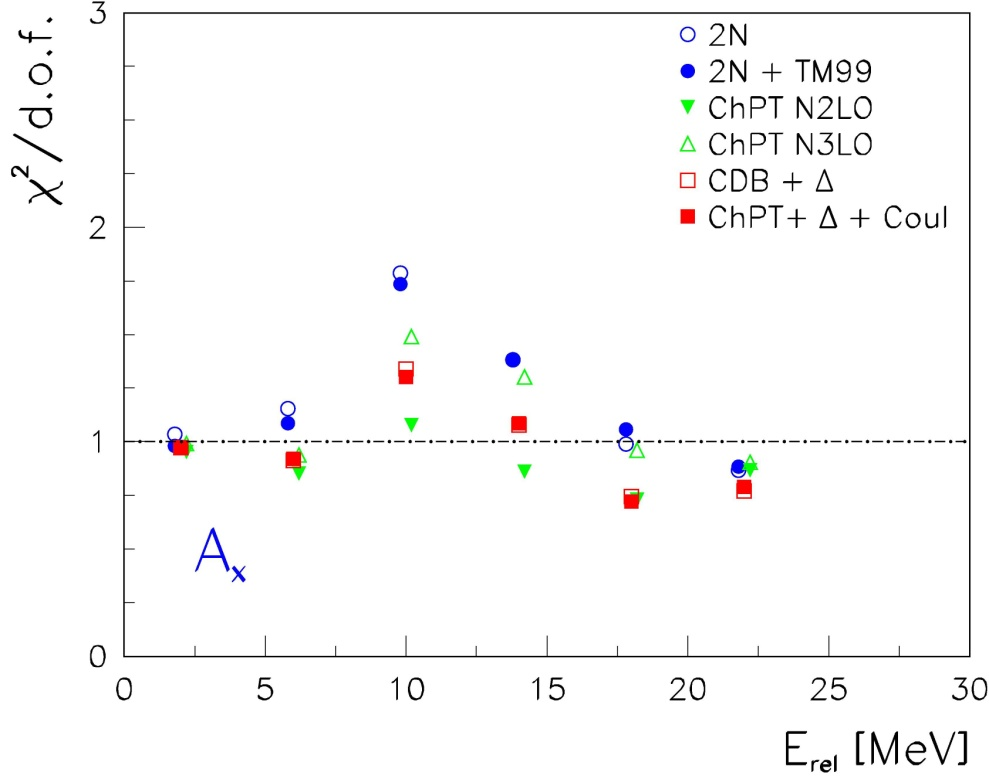 χ²/d.o.f.
3
2
1
0
2N
2N + TM99
ChPT N2LO
ChPT N3LO
CDB + Δ
ChPT+ Δ + Coul
Aₓ
0 5 10 15 20 25 30
E_rel [MeV]